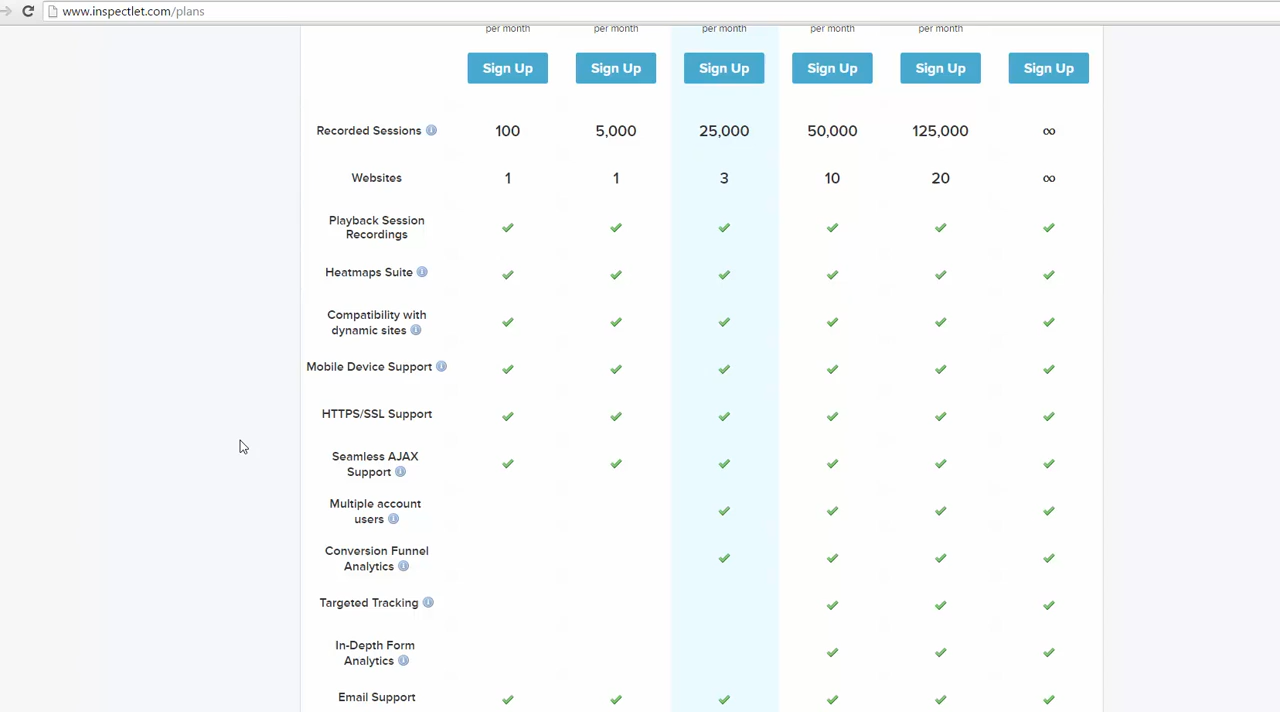 www.inspectlet.com/plans
per month per month per month per month per month
Sign Up Sign Up Sign Up Sign Up Sign Up Sign Up
Recorded Sessions 100 5,000 25,000 50,000 125,000 ∞
Websites 1 1 3 10 20 ∞
Playback Session
Recordings
Heatmaps Suite
Compatibility with
dynamic sites
Mobile Device Support
HTTPS/SSL Support
Seamless AJAX
Support
Multiple account
users
Conversion Funnel
Analytics
Targeted Tracking
In-Depth Form
Analytics
Email Support